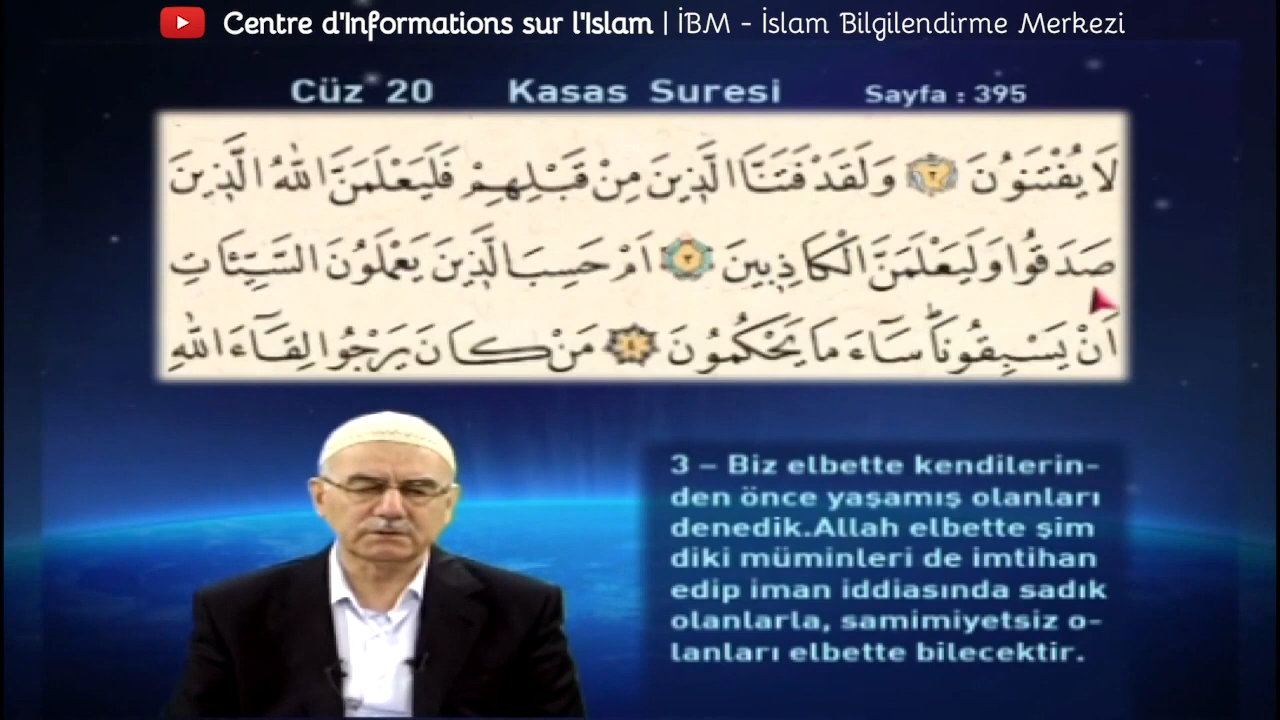 Centre d'Informations sur l'Islam | İBM - İslam Bilgilendirme Merkezi
Cüz 20 Kasas Suresi Sayfa : 395
لَا يُفْتَنُونَ ﴿٢﴾ وَلَقَدْ فَتَنَّا الَّذِينَ مِنْ قَبْلِهِمْ فَلَيَعْلَمَنَّ اللّٰهُ الَّذِينَ
صَدَقُوا وَلَيَعْلَمَنَّ الْكَاذِبِينَ ﴿٣﴾ اَمْ حَسِبَ الَّذِينَ يَعْمَلُونَ السَّيِّئَاتِ
اَنْ يَسْبِقُونَاۜ سَٓاءَ مَا يَحْكُمُونَ ﴿٤﴾ مَنْ كَانَ يَرْجُوا لِقَٓاءَ اللّٰهِ
3 – Biz elbette kendilerin-
den önce yaşamış olanları
denedik.Allah elbette şim
diki müminleri de imtihan
edip iman iddiasında sadık
olanlarla, samimiyetsiz o-
lanları elbette bilecektir.